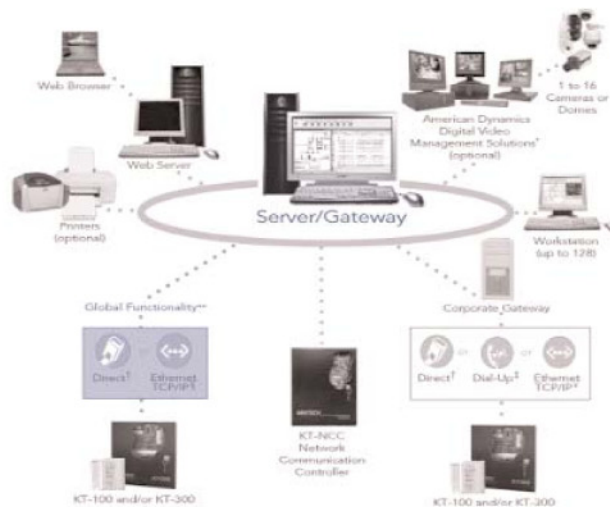 Web Browser
Web Server
Printers
(optional)
Server/Gateway
American Dynamics
Digital Video
Management Solutions†
(optional)
1 to 16
Cameras or
Domes
Workstation
(up to 128)
Global Functionality**
Direct† or Ethernet
TCP/IP
KT-100 and/or KT-300
KT-NCC
Network
Communication
Controller
Corporate Gateway
Direct† or Dial-Up‡ or Ethernet
TCP/IP
KT-100 and/or KT-300